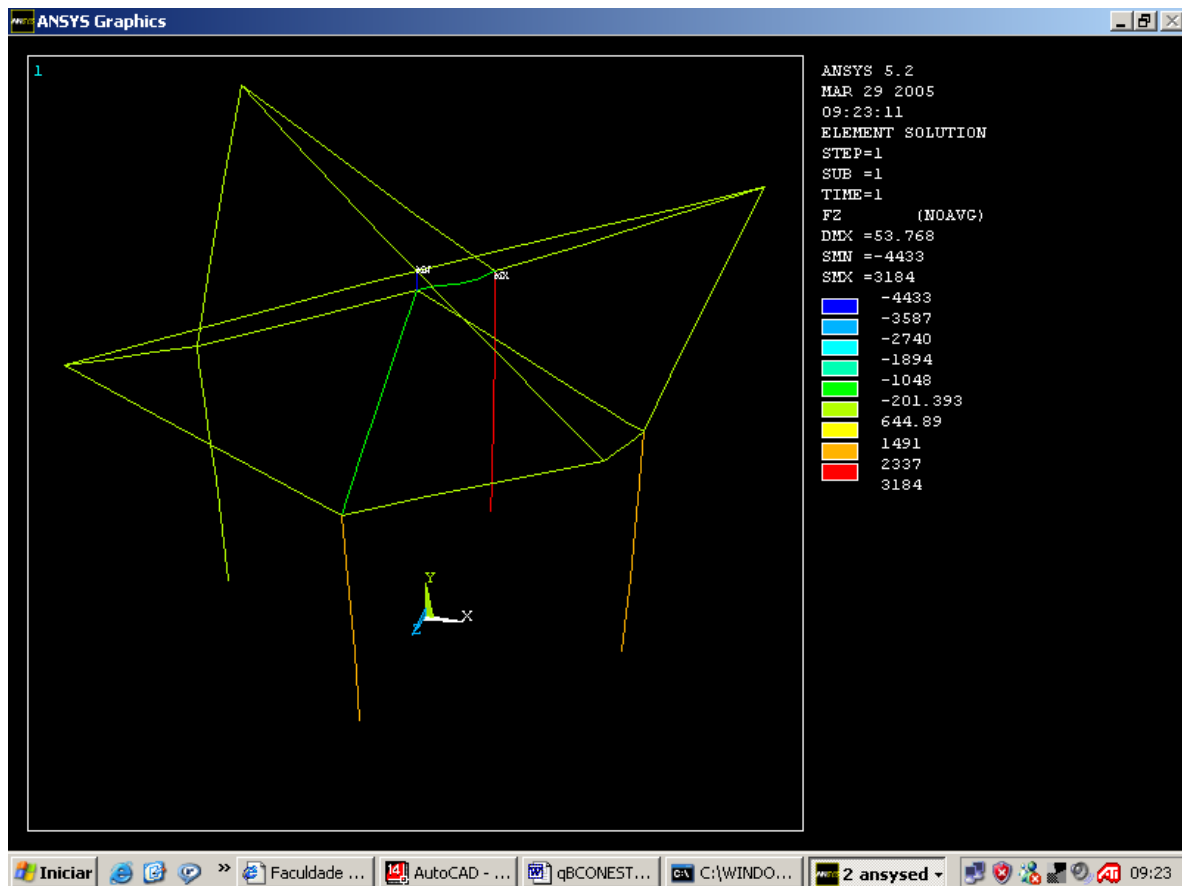 ANSYS Graphics
1
ANSYS 5.2
MAR 29 2005
09:23:11
ELEMENT SOLUTION
STEP=1
SUB =1
TIME=1
FZ (NOAVG)
DMX =53.768
SMN =-4433
SMX =3184
-4433
-3587
-2740
-1894
-1048
-201.393
644.89
1491
2337
3184
MN
MX
Y
X
Z
Iniciar
Faculdade ...
AutoCAD - ...
qBCONEST...
C:\WINDO...
2 ansysed
09:23